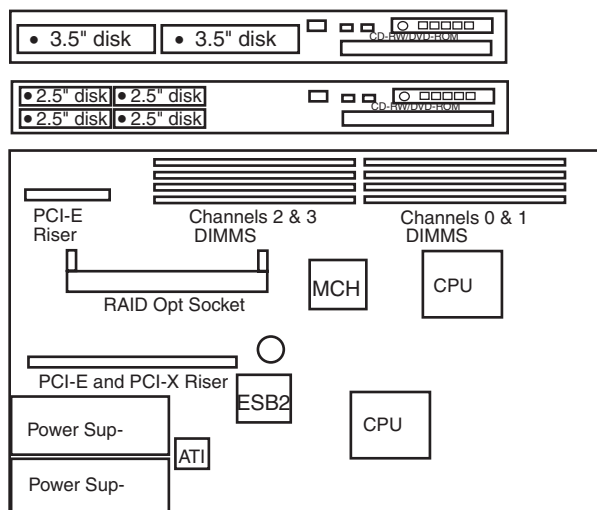 3.5" disk 3.5" disk
CD-RW/DVD-ROM
2.5" disk 2.5" disk
CD-RW/DVD-ROM
2.5" disk 2.5" disk
PCI-E
Riser
Channels 2 & 3
DIMMS
Channels 0 & 1
DIMMS
RAID Opt Socket
MCH
CPU
PCI-E and PCI-X Riser
ESB2
CPU
Power Sup-
ATI
Power Sup-